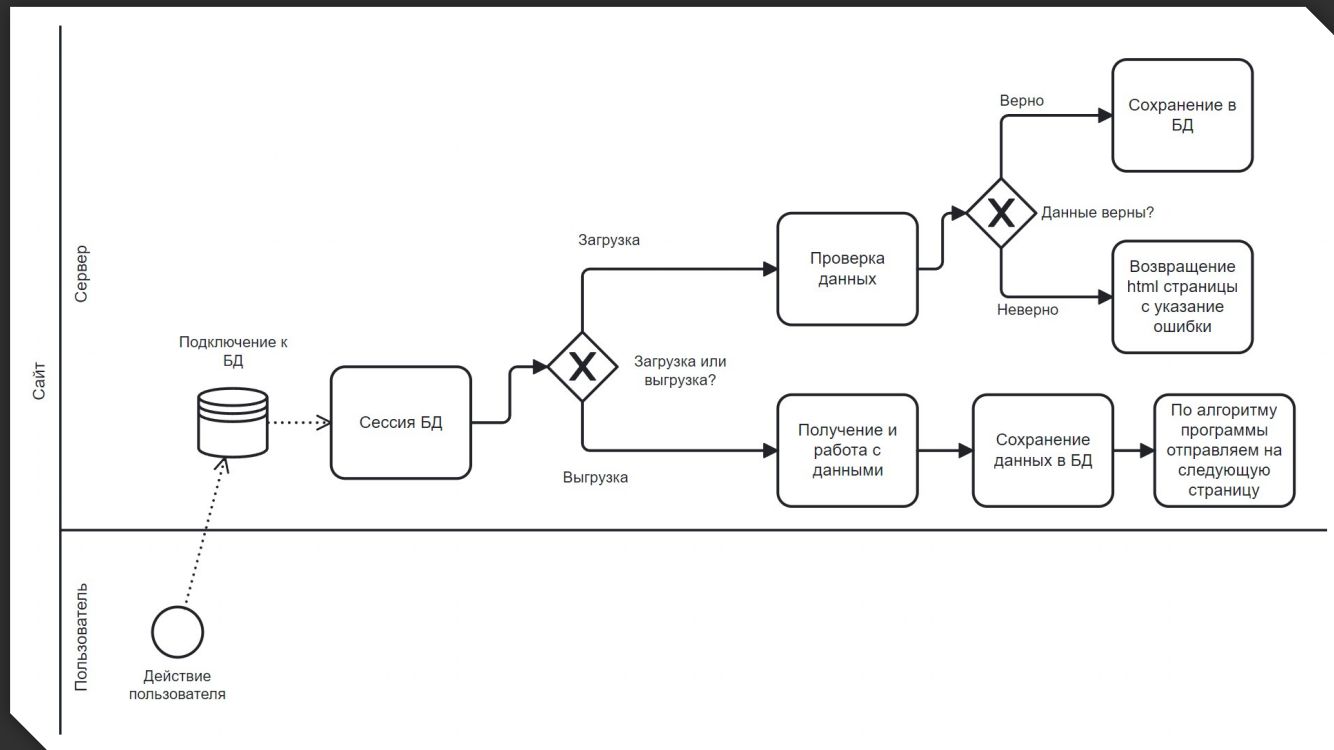 Сайт
Сервер
Пользователь
Подключение к
БД
Действие
пользователя
Сессия БД
Загрузка
Загрузка или
выгрузка?
Выгрузка
Проверка
данных
Верно
Данные верны?
Неверно
Сохранение в
БД
Возвращение
html страницы
с указание
ошибки
Получение и
работа с
данными
Сохранение
данных в БД
По алгоритму
программы
отправляем на
следующую
страницу